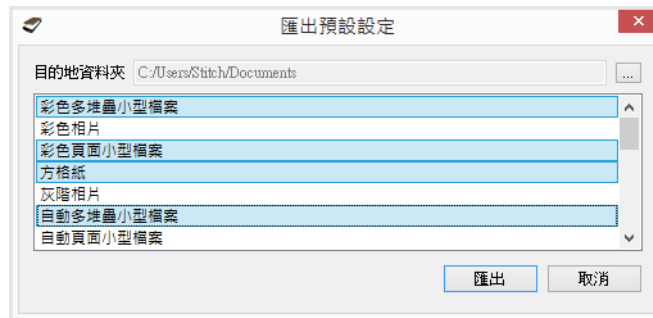 匯出預設設定
目的地資料夾 C:/Users/Stitch/Documents ...
彩色多堆疊小型檔案
彩色相片
彩色頁面小型檔案
方格紙
灰階相片
自動多堆疊小型檔案
自動頁面小型檔案
匯出 取消